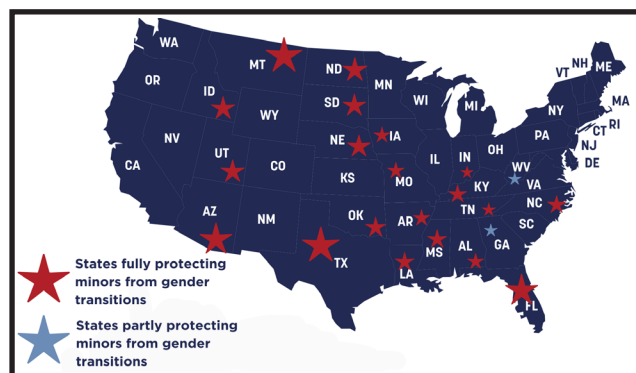 WA
MT
ND
MN
OR
ID
SD
WI
MI
NH
VT
ME
NY
MA
RI
CT
WY
NE
IA
PA
NJ
DE
NV
UT
CO
IL
IN
OH
WV
VA
CA
KS
MO
KY
NC
AZ
NM
OK
AR
TN
SC
TX
LA
MS
AL
GA
FL
States fully protecting
minors from gender
transitions
States partly protecting
minors from gender
transitions